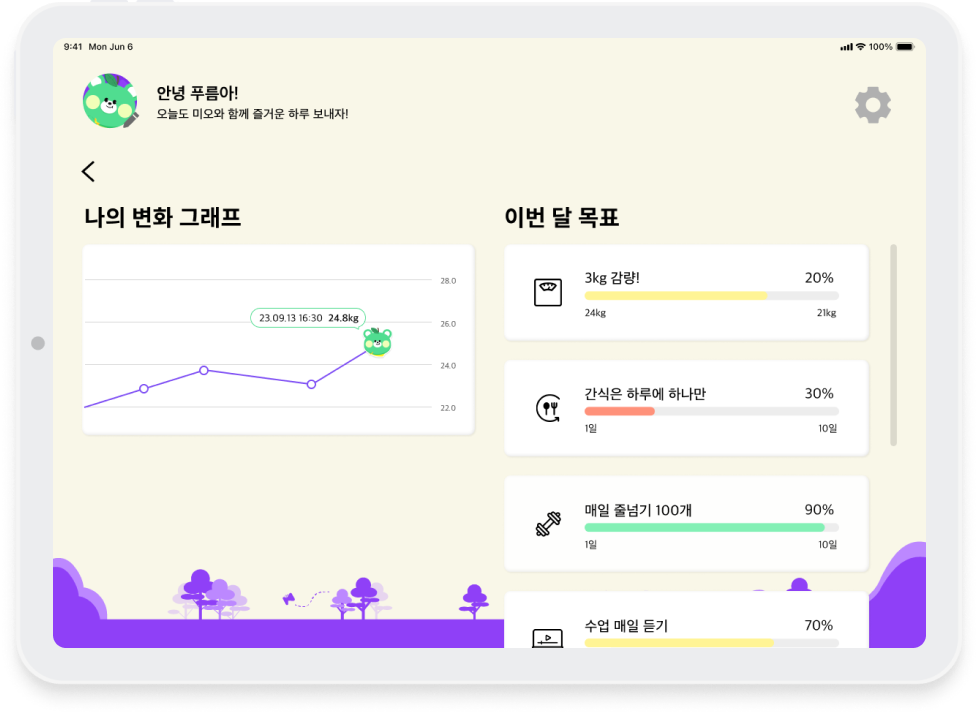 9:41 Mon Jun 6
100%
안녕 푸름아!
오늘도 미오와 함께 즐거운 하루 보내자!
나의 변화 그래프
28.0
23.09.13 16:30 24.8kg
26.0
24.0
22.0
이번 달 목표
3kg 감량!
20%
24kg
21kg
간식은 하루에 하나만
30%
1일
10일
매일 줄넘기 100개
90%
1일
10일
수업 매일 듣기
70%